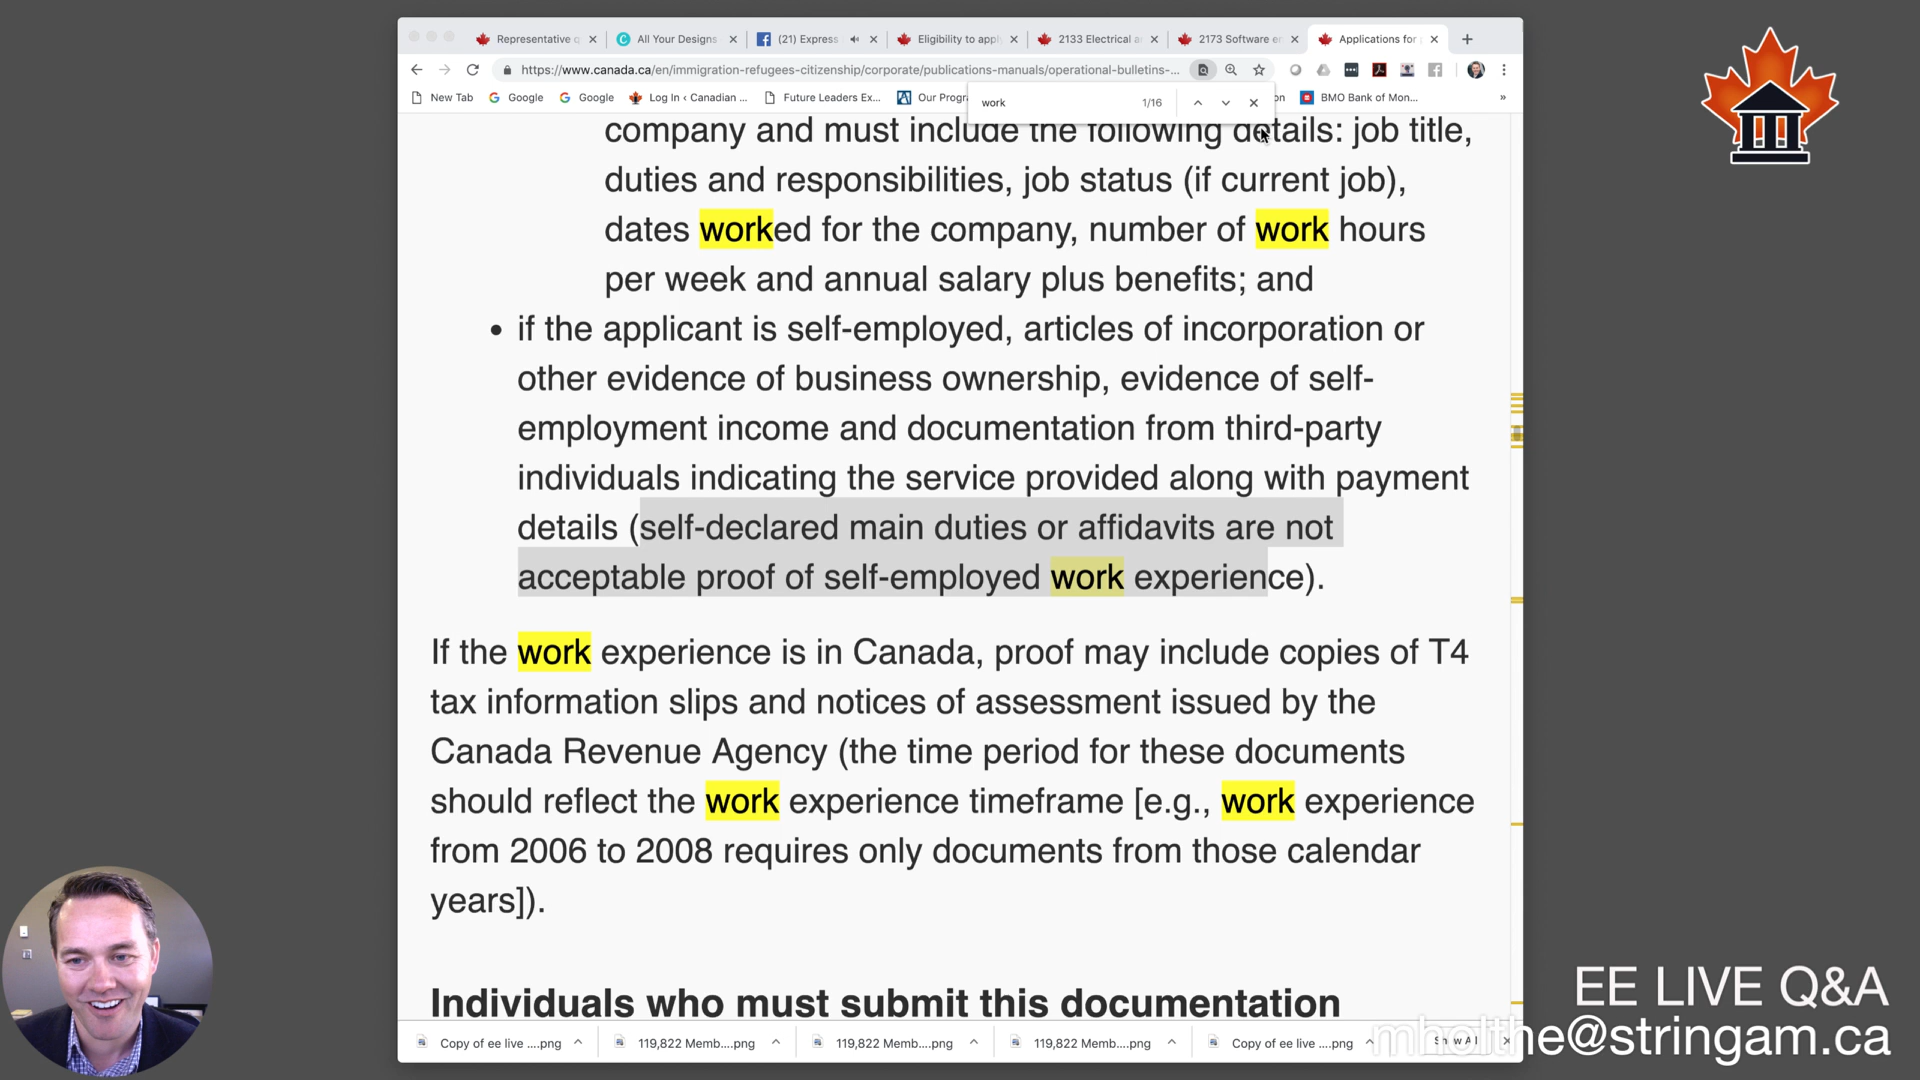 Representative q
All Your Designs
(21) Express
Eligibility to appl
2133 Electrical a
2173 Software en
Applications for
https://www.canada.ca/en/immigration-refugees-citizenship/corporate/publications-manuals/operational-bulletins-...
New Tab
Google
Google
Log In ‹ Canadian ...
Future Leaders Ex...
Our Progr
on
BMO Bank of Mon...
»
work
1/16
company and must include the following details: job title,
duties and responsibilities, job status (if current job),
dates worked for the company, number of work hours
per week and annual salary plus benefits; and
• if the applicant is self-employed, articles of incorporation or
other evidence of business ownership, evidence of self-
employment income and documentation from third-party
individuals indicating the service provided along with payment
details (self-declared main duties or affidavits are not
acceptable proof of self-employed work experience).
If the work experience is in Canada, proof may include copies of T4
tax information slips and notices of assessment issued by the
Canada Revenue Agency (the time period for these documents
should reflect the work experience timeframe [e.g., work experience
from 2006 to 2008 requires only documents from those calendar
years]).
Individuals who must submit this documentation
Copy of ee live ....png
119,822 Memb....png
119,822 Memb....png
119,822 Memb....png
Copy of ee live ....png
Show All
EE LIVE Q&A
mholthe@stringam.ca